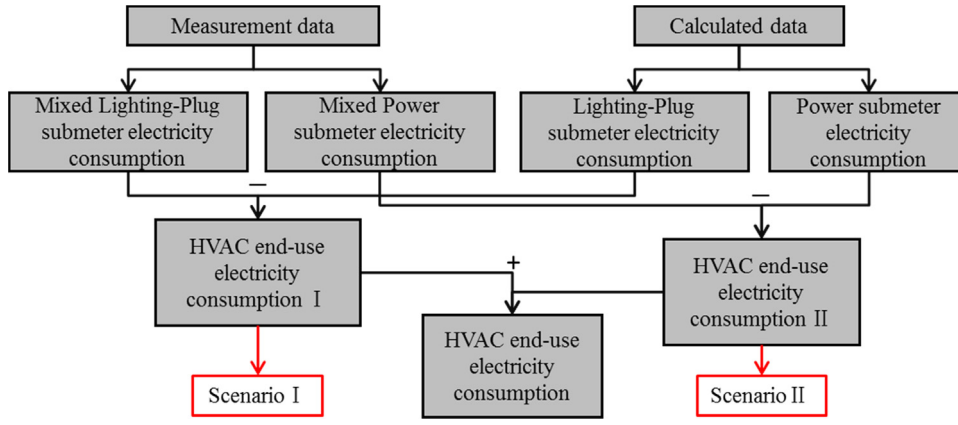 Measurement data
Calculated data
Mixed Lighting-Plug
submeter electricity
consumption
Mixed Power
submeter electricity
consumption
Lighting-Plug
submeter electricity
consumption
Power submeter
electricity
consumption
—
—
HVAC end-use
electricity
consumption Ⅰ
+
HVAC end-use
electricity
consumption Ⅱ
HVAC end-use
electricity
consumption
Scenario Ⅰ
Scenario Ⅱ